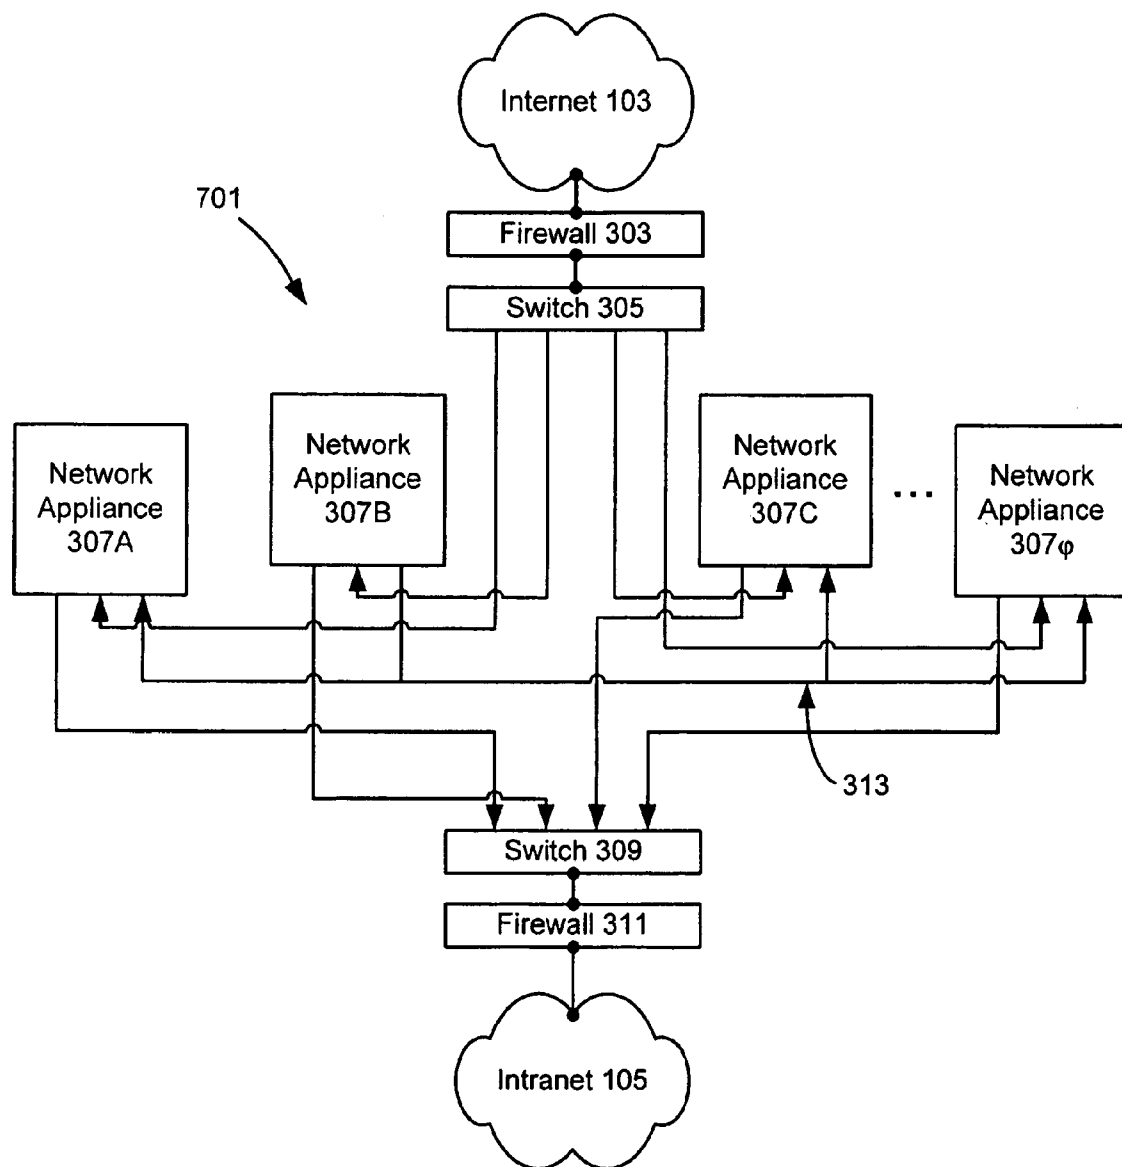 Internet 103
701
Firewall 303
Switch 305
Network
Appliance
307A
Network
Appliance
307B
Network
Appliance
307C
...
Network
Appliance
307φ
313
Switch 309
Firewall 311
Intranet 105